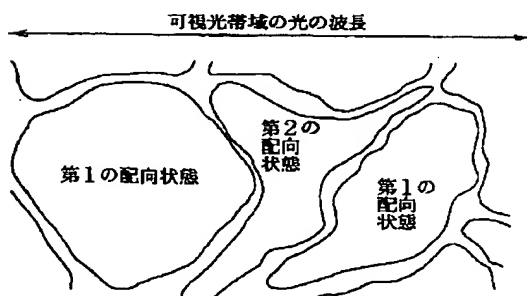 可視光帯域の光の波長
第1の配向状態
第2の
配向
状態
第1の
配向
状態